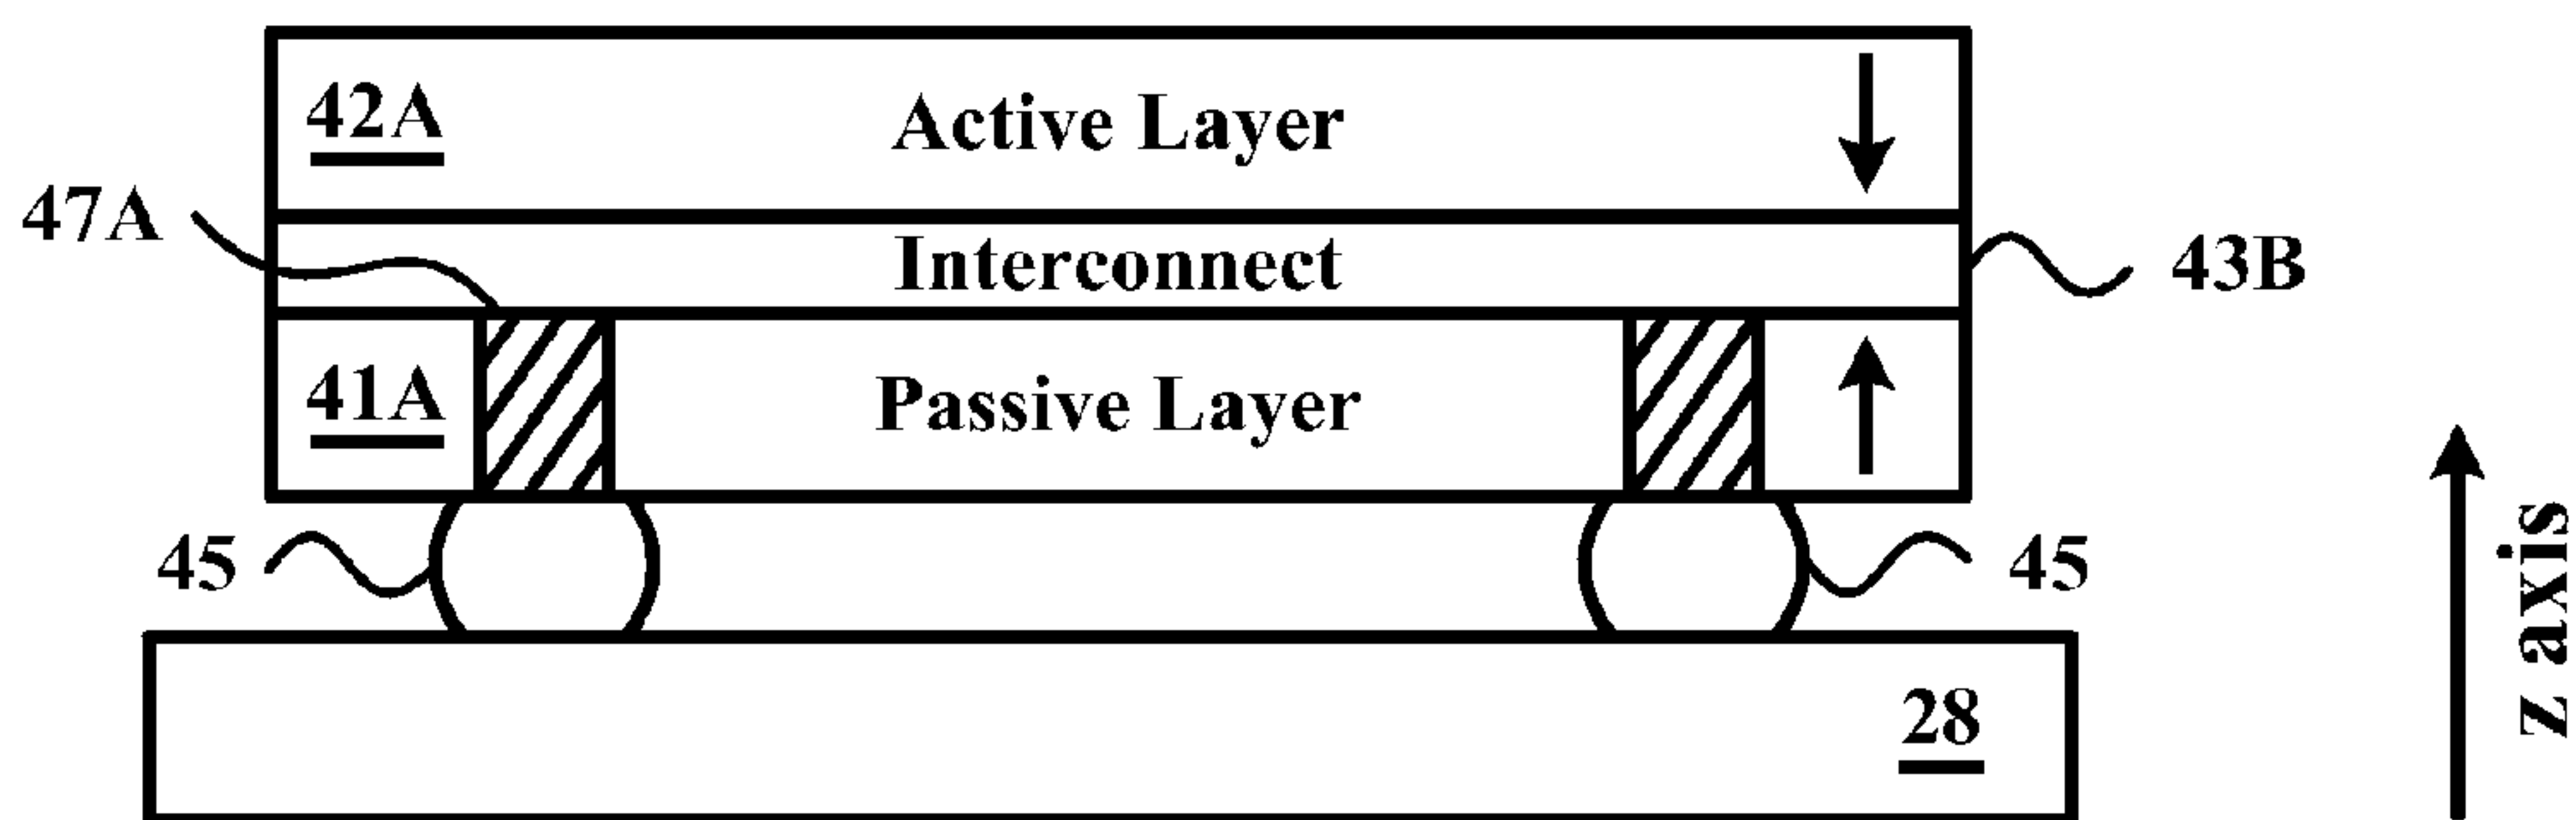 42A
Active Layer
47A
Interconnect
43B
41A
Passive Layer
45
45
28
z axis